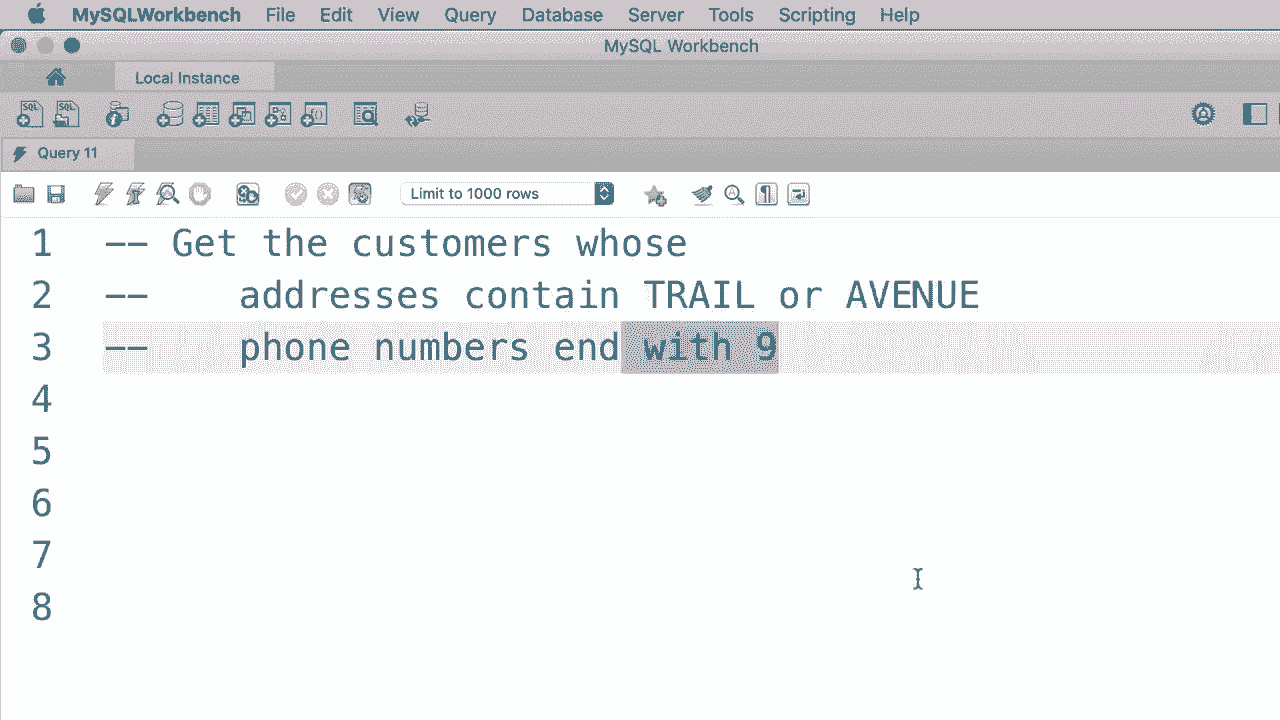 MySQLWorkbench File Edit View Query Database Server Tools Scripting Help
MySQL Workbench
Local Instance
SQL SQL
Query 11
Limit to 1000 rows
1 -- Get the customers whose
2 --    addresses contain TRAIL or AVENUE
3 --    phone numbers end with 9
4
5
6
7
8